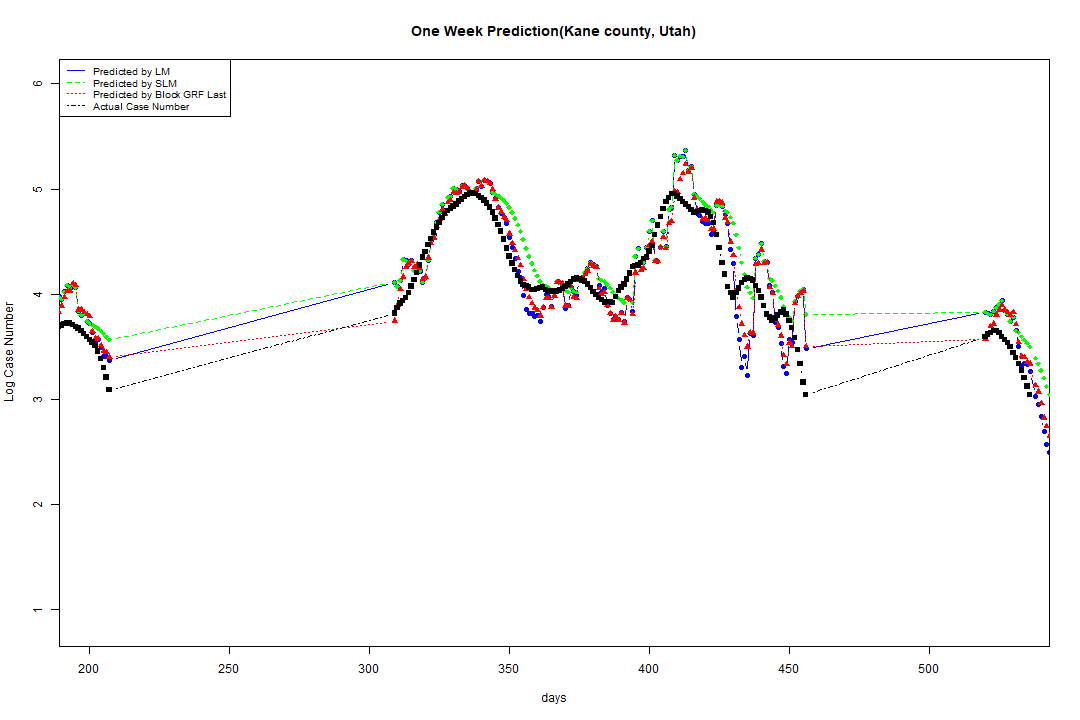 One Week Prediction(Kane county, Utah)
Predicted by LM
Predicted by SLM
Predicted by Block GRF Last
Actual Case Number
6
5
4
3
2
1
Log Case Number
200 250 300 350 400 450 500
days